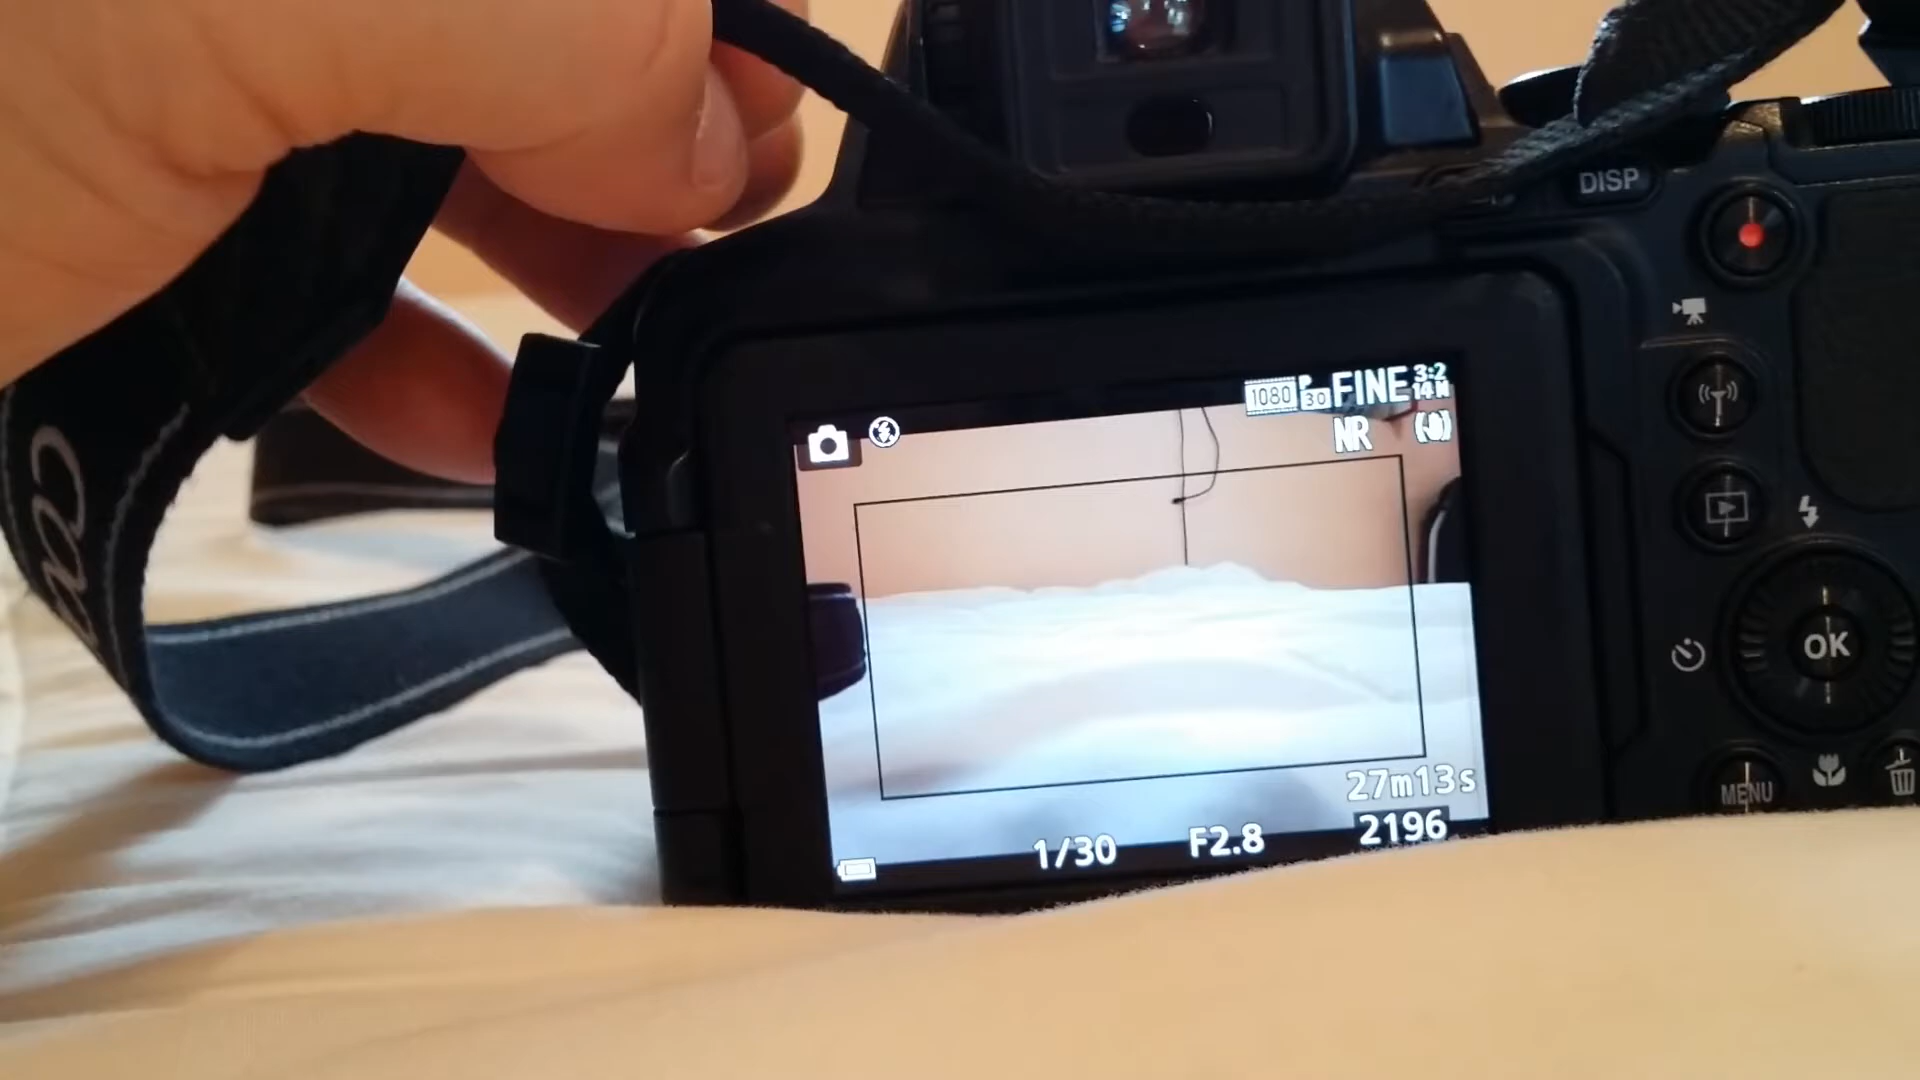 DISP
1080 P 30 FINE 3:2 14M
NR
OK
27m13s
MENU
1/30 F2.8 2196